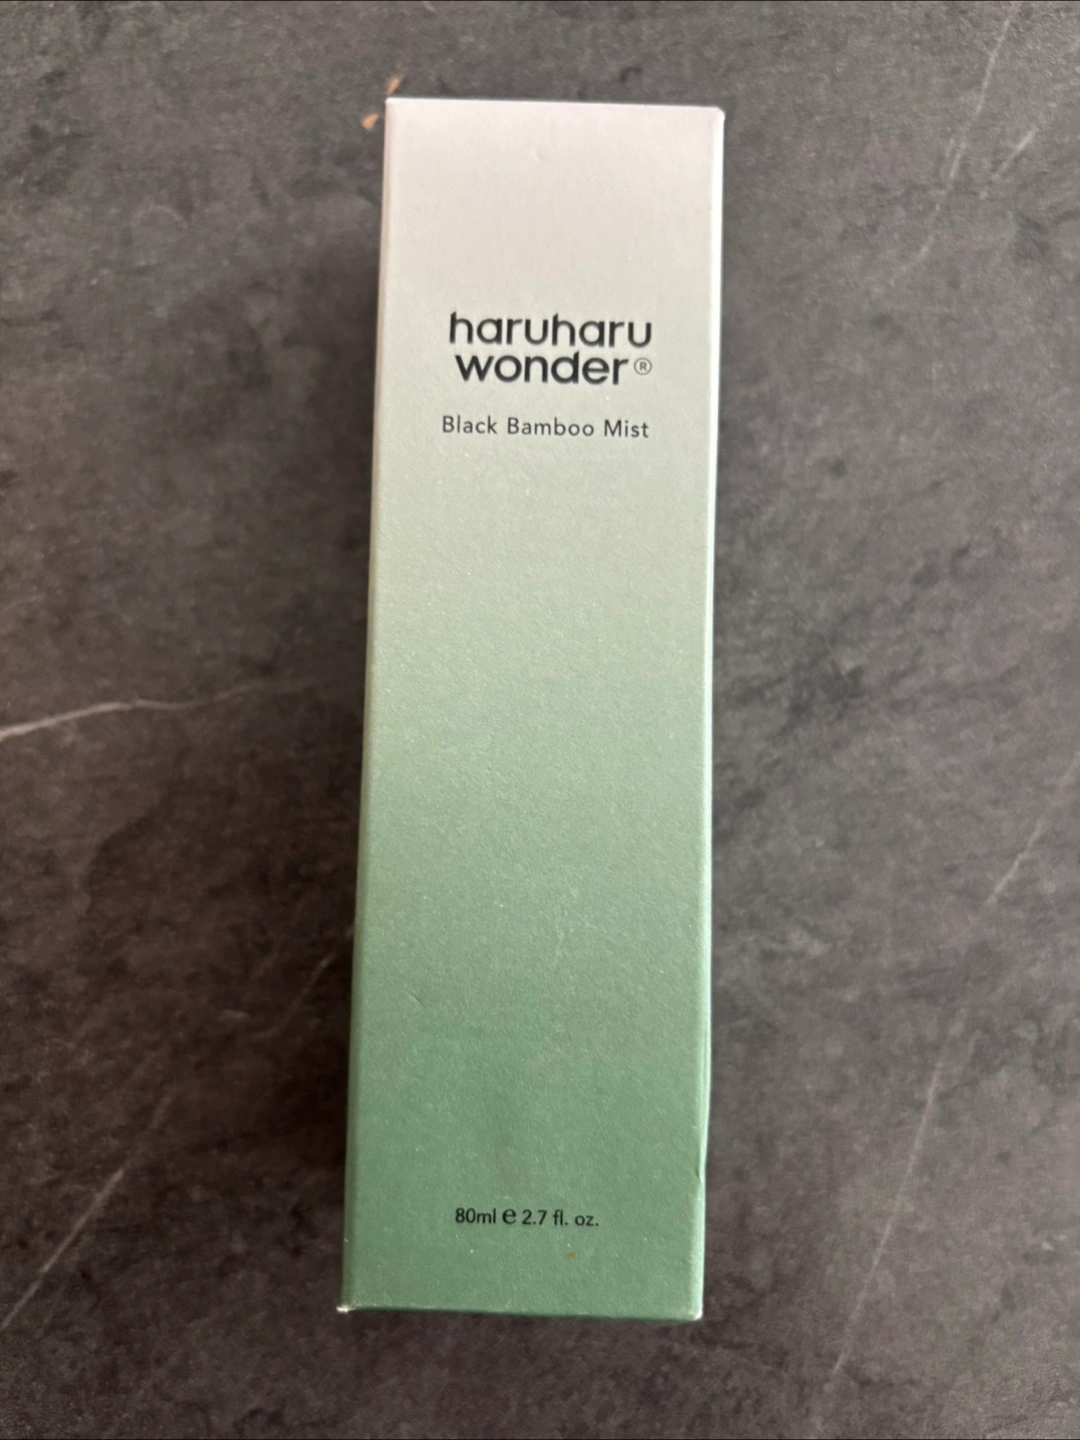 haruharu
wonder®
Black Bamboo Mist
80ml ℮ 2.7 fl. oz.